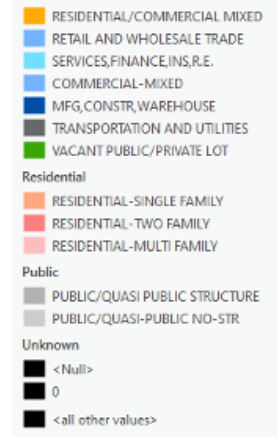 RESIDENTIAL/COMMERCIAL MIXED
RETAIL AND WHOLESALE TRADE
SERVICES,FINANCE,INS,R.E.
COMMERCIAL-MIXED
MFG,CONSTR,WAREHOUSE
TRANSPORTATION AND UTILITIES
VACANT PUBLIC/PRIVATE LOT
Residential
RESIDENTIAL-SINGLE FAMILY
RESIDENTIAL-TWO FAMILY
RESIDENTIAL-MULTI FAMILY
Public
PUBLIC/QUASI PUBLIC STRUCTURE
PUBLIC/QUASI-PUBLIC NO-STR
Unknown
<Null>
0
<all other values>